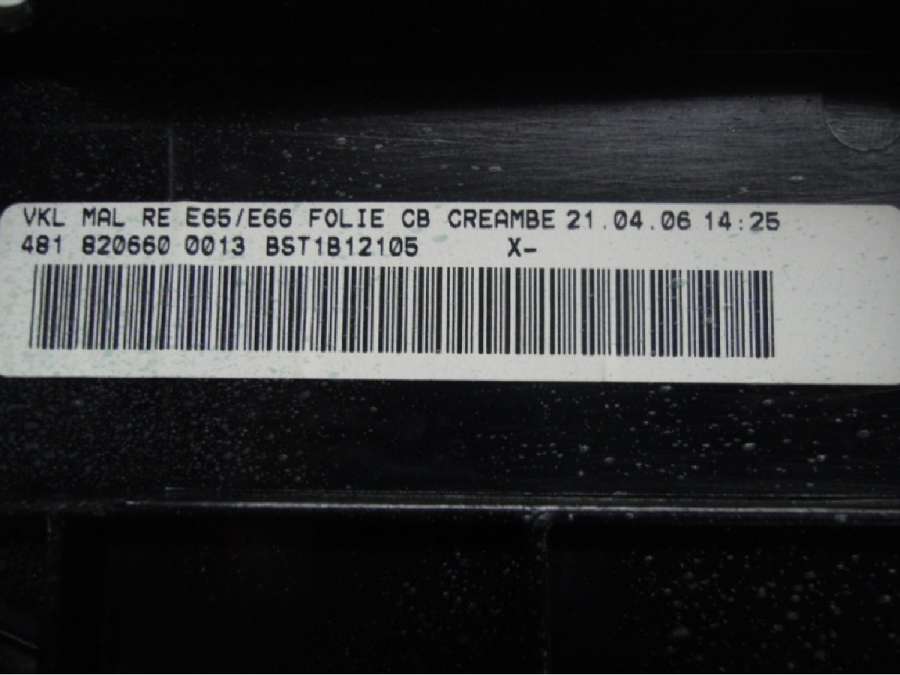 VKL MAL RE E65/E66 FOLIE CB CREAMBE 21.04.06 14:25
481 820660 0013 BST1B12105 X-